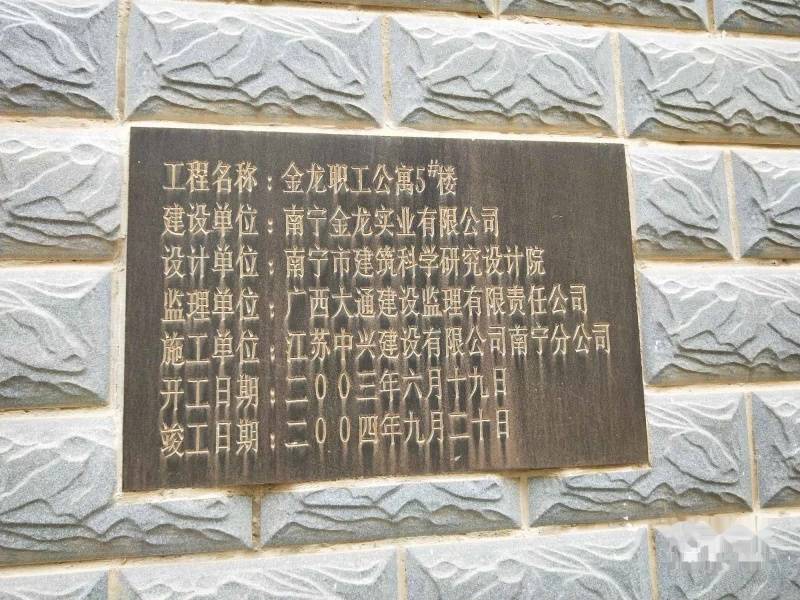 工程名称：金龙职工公寓5#楼
建设单位：南宁金龙实业有限公司
设计单位：南宁市建筑科学研究设计院
监理单位：广西大通建设监理有限责任公司
施工单位：江苏中兴建设有限公司南宁分公司
开工日期：二00三年六月十九日
竣工日期：二00四年九月二十日